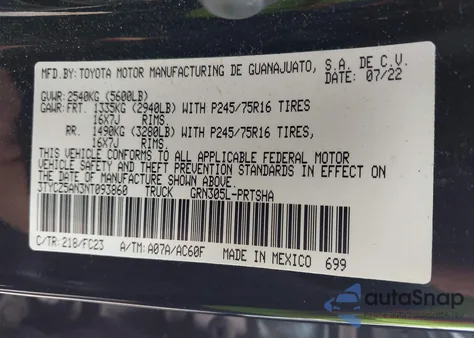 MFD.BY:TOYOTA MOTOR MANUFACTURING DE GUANAJUATO, S.A. DE C.V.
DATE: 07/22
GVWR:2540KG (5600LB)
GAWR: FRT. 1335KG (2940LB) WITH P245/75R16 TIRES
16X7J RIMS.
RR. 1490KG (3280LB) WITH P245/75R16 TIRES,
16X7J RIMS.
THIS VEHICLE CONFORMS TO ALL APPLICABLE FEDERAL MOTOR
VEHICLE SAFETY AND THEFT PREVENTION STANDARDS IN EFFECT
ON THE DATE OF MANUFACTURE SHOWN ABOVE.
3TYCZ5AN3NT093860 TRUCK GRN305L-PRTSHA
C/TR:218/FC23 A/TM:A07A/AC60F MADE IN MEXICO 699
autoSnap